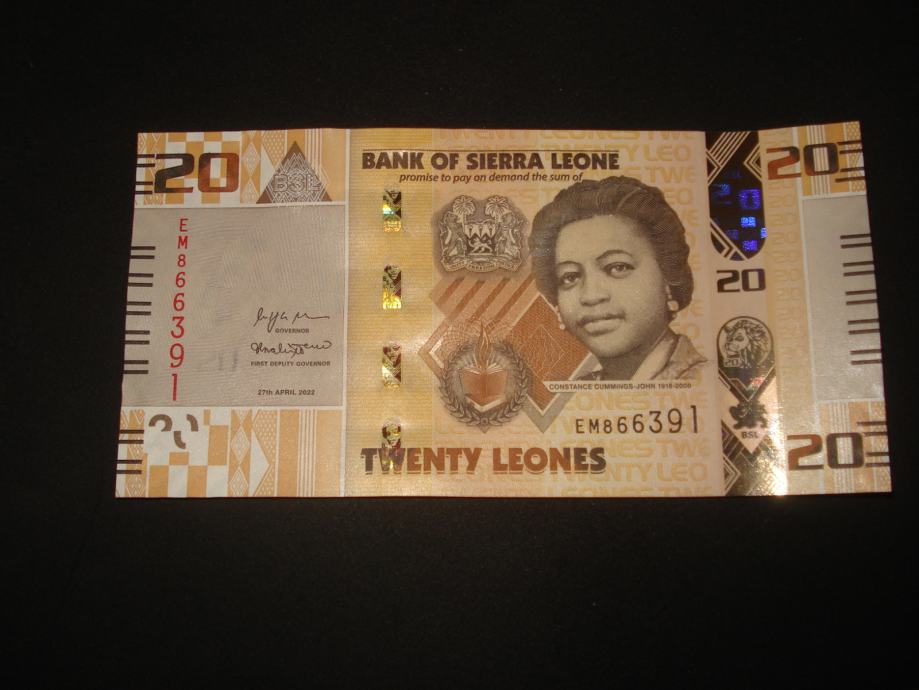 20
BSL
BANK OF SIERRA LEONE
promise to pay on demand the sum of
20
20
EM866391
GOVERNOR
FIRST DEPUTY GOVERNOR
27th APRIL 2022
CONSTANCE CUMMINGS-JOHN 1918-2000
EM866391
BSL
20
TWENTY LEONES
20